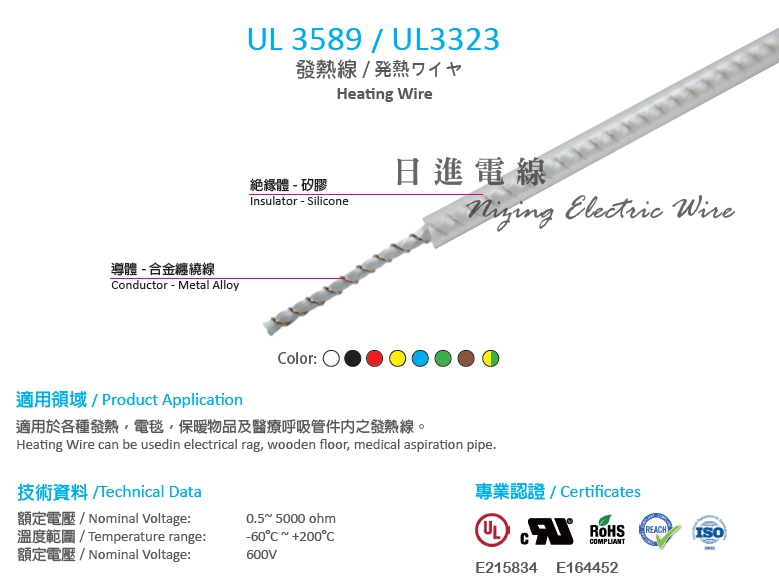 UL 3589 / UL3323
發熱線 / 発熱ワイヤ
Heating Wire
日進電線
Nizing Electric Wire
絕緣體 - 矽膠
Insulator - Silicone
導體 - 合金纏繞線
Conductor - Metal Alloy
Color:
適用領域 / Product Application
適用於各種發熱，電毯，保暖物品及醫療呼吸管件內之發熱線。
Heating Wire can be usedin electrical rag, wooden floor, medical aspiration pipe.
技術資料 /Technical Data
額定電壓 / Nominal Voltage: 0.5~ 5000 ohm
溫度範圍 / Temperature range: -60°C ~ +200°C
額定電壓 / Nominal Voltage: 600V
專業認證 / Certificates
UL
c UL
RoHS
COMPLIANT
REACH
ISO
E215834 E164452